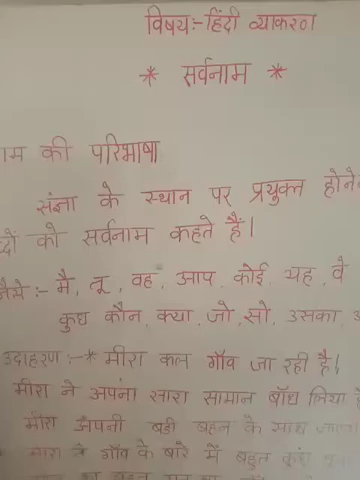 विषय:- हिंदी व्याकरण
* सर्वनाम *
की परिभाषा
संज्ञा के स्थान पर प्रयुक्त होने
को सर्वनाम कहते हैं।
जैसे:- मै, तू, वह, आप, कोई, यह, वे
कुछ कौन, क्या, जो, सो, उसका,
उदाहरण:-* मीरा कल गाँव जा रही है।
मीरा ने अपना सारा सामान बाँध लिया
मीरा अपनी बड़ी बहन के साथ
मीरा ने गाँव के बारे में बहुत कुछ